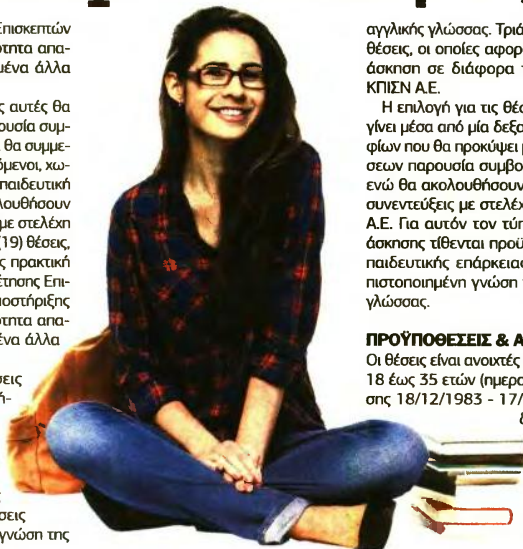 Επισκεπτών
ότητα απα-
μένα άλλα
ς αυτές θα
ουσία συμ-
θα συμμε-
όμενοι, χω-
παιδευτική
λουθήσουν
με στελέχη
(19) θέσεις,
ς πρακτική
έτησης Επι-
ποστήριξης
τητα απα-
ένα άλλα
σεις
ή-
σεις
γνώση της
αγγλικής γλώσσας. Τριά
θέσεις, οι οποίες αφορ
άσκηση σε διάφορα τ
ΚΠΙΣΝ Α.Ε.
Η επιλογή για τις θέσ
γίνει μέσα από μία δεξα
φίων που θα προκύψει μ
σεων παρουσία συμβο
ενώ θα ακολουθήσουν
συνεντεύξεις με στελέχ
Α.Ε. Για αυτόν τον τύπ
άσκησης τίθενται προϋ
παιδευτικής επάρκειας
πιστοποιημένη γνώση τ
γλώσσας.
ΠΡΟΫΠΟΘΕΣΕΙΣ & Α
Οι θέσεις είναι ανοιχτές
18 έως 35 ετών (ημερο
σης 18/12/1983 - 17/